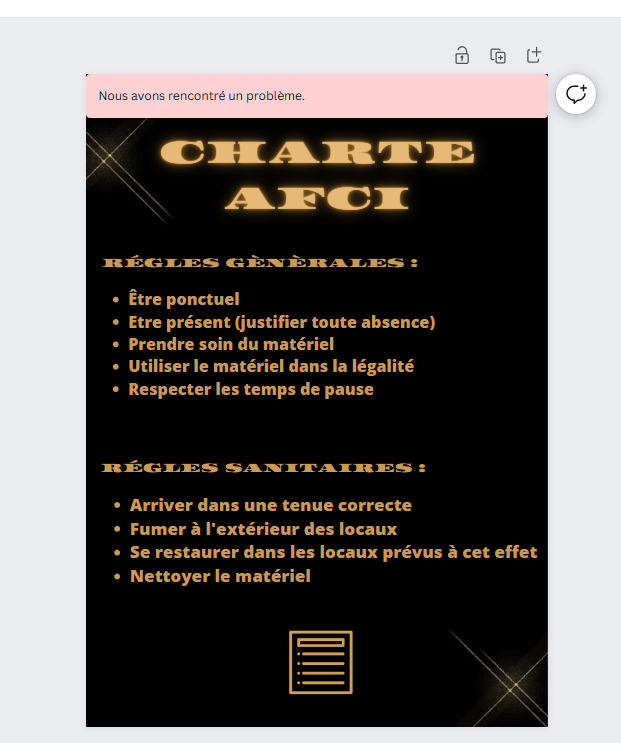 Nous avons rencontré un problème.
CHARTE
AFCI
RÉGLES GÈNÈRALES :
• Être ponctuel
• Etre présent (justifier toute absence)
• Prendre soin du matériel
• Utiliser le matériel dans la légalité
• Respecter les temps de pause
RÉGLES SANITAIRES :
• Arriver dans une tenue correcte
• Fumer à l'extérieur des locaux
• Se restaurer dans les locaux prévus à cet effet
• Nettoyer le matériel